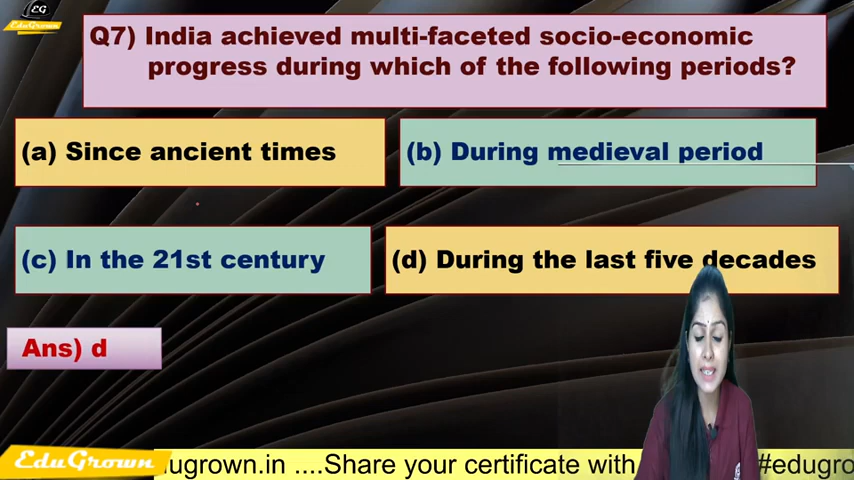 EG
EduGrown
Q7) India achieved multi-faceted socio-economic
progress during which of the following periods?
(a) Since ancient times
(b) During medieval period
(c) In the 21st century
(d) During the last five decades
Ans) d
EduGrown
ugrown.in ....Share your certificate with #edugro